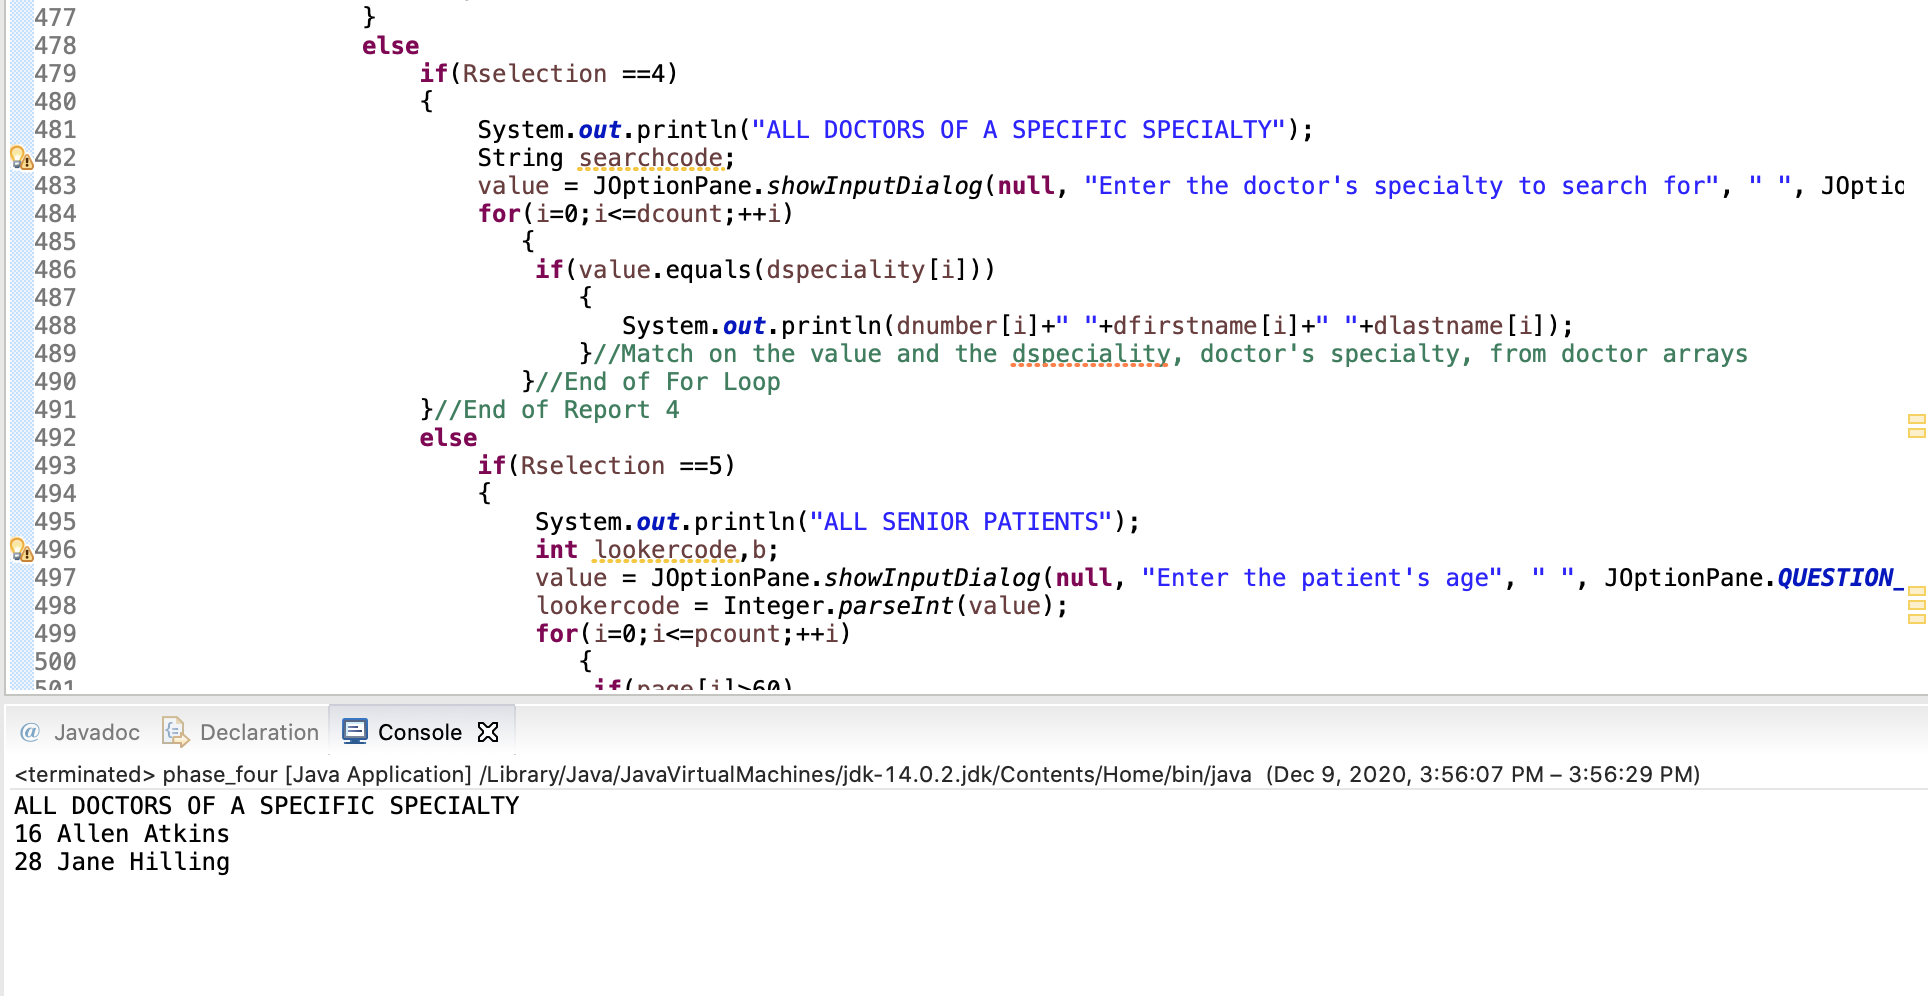 477 }
478 else
479 if(Rselection ==4)
480 {
481 System.out.println("ALL DOCTORS OF A SPECIFIC SPECIALTY");
482 String searchcode;
483 value = JOptionPane.showInputDialog(null, "Enter the doctor's specialty to search for", " ", JOptio
484 for(i=0;i<=dcount;++i)
485 {
486 if(value.equals(dspeciality[i]))
487 {
488 System.out.println(dnumber[i]+" "+dfirstname[i]+" "+dlastname[i]);
489 }//Match on the value and the dspeciality, doctor's specialty, from doctor arrays
490 }//End of For Loop
491 }//End of Report 4
492 else
493 if(Rselection ==5)
494 {
495 System.out.println("ALL SENIOR PATIENTS");
496 int lookercode,b;
497 value = JOptionPane.showInputDialog(null, "Enter the patient's age", " ", JOptionPane.QUESTION_
498 lookercode = Integer.parseInt(value);
499 for(i=0;i<=pcount;++i)
500 {
501 if(page[i]>60)
@ Javadoc Declaration Console
<terminated> phase_four [Java Application] /Library/Java/JavaVirtualMachines/jdk-14.0.2.jdk/Contents/Home/bin/java (Dec 9, 2020, 3:56:07 PM – 3:56:29 PM)
ALL DOCTORS OF A SPECIFIC SPECIALTY
16 Allen Atkins
28 Jane Hilling